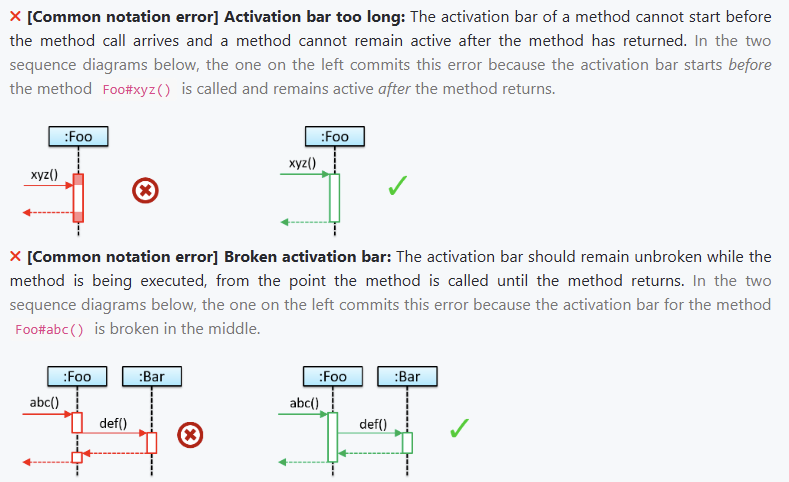 ✕ [Common notation error] Activation bar too long: The activation bar of a method cannot start before
the method call arrives and a method cannot remain active after the method has returned. In the two
sequence diagrams below, the one on the left commits this error because the activation bar starts before
the method Foo#xyz() is called and remains active after the method returns.
:Foo
:Foo
xyz()
xyz()
✕ [Common notation error] Broken activation bar: The activation bar should remain unbroken while the
method is being executed, from the point the method is called until the method returns. In the two
sequence diagrams below, the one on the left commits this error because the activation bar for the method
Foo#abc() is broken in the middle.
:Foo :Bar
:Foo :Bar
abc()
abc()
def()
def()